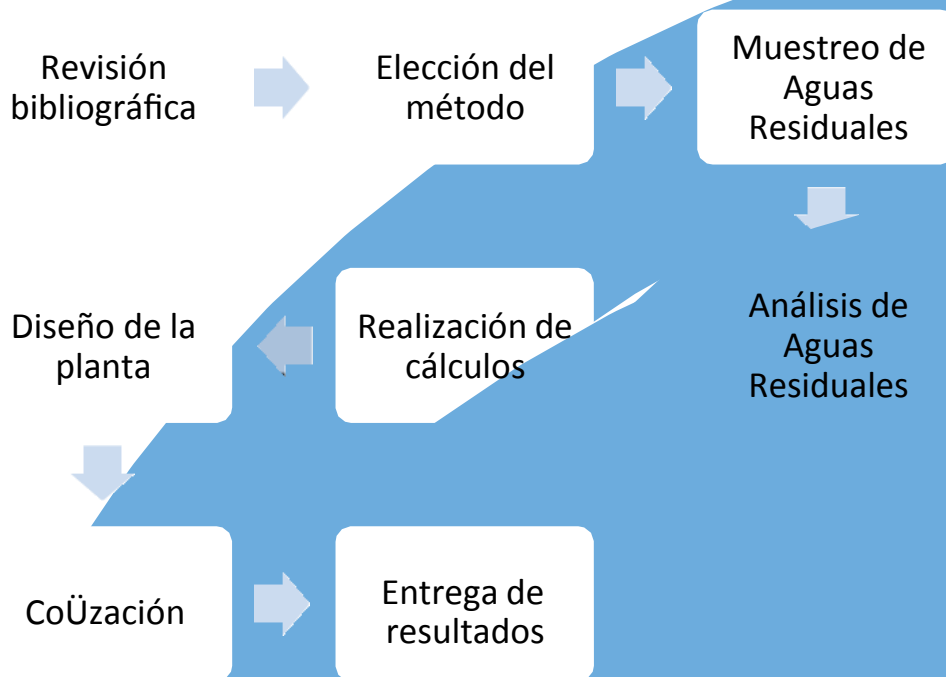 Revisión
bibliográfica
Elección del
método
Muestreo de
Aguas
Residuales
Análisis de
Aguas
Residuales
Realización de
cálculos
Diseño de la
planta
CoÜzación
Entrega de
resultados